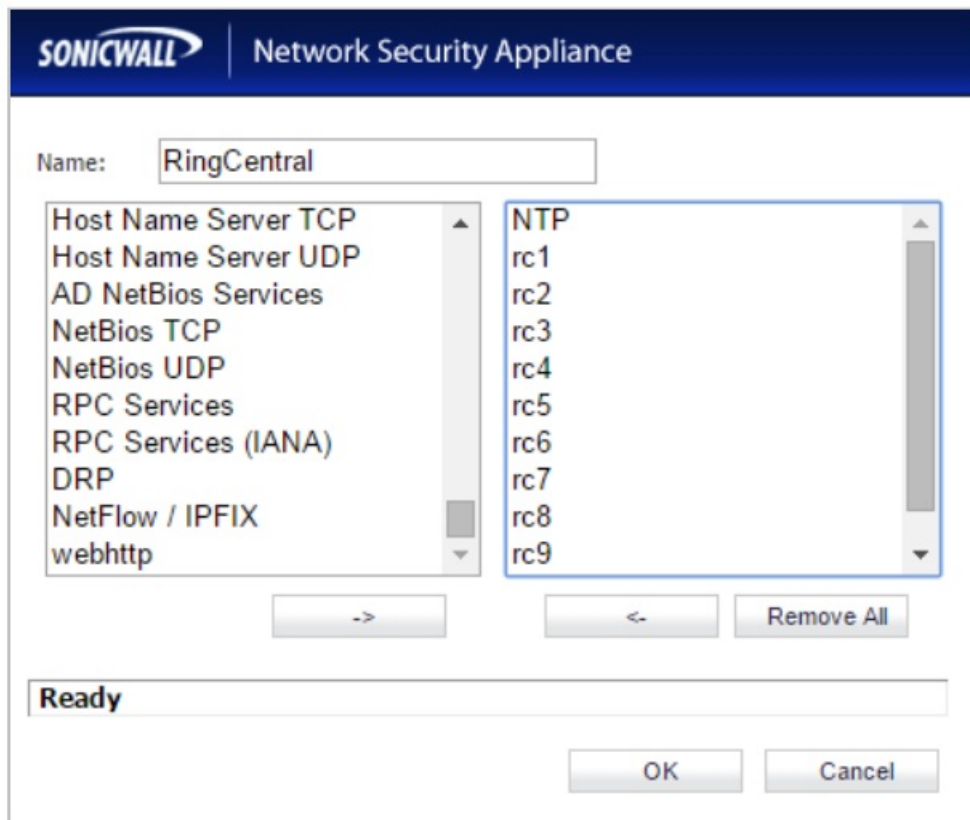 SONICWALL Network Security Appliance
Name: RingCentral
Host Name Server TCP
Host Name Server UDP
AD NetBios Services
NetBios TCP
NetBios UDP
RPC Services
RPC Services (IANA)
DRP
NetFlow / IPFIX
webhttp
NTP
rc1
rc2
rc3
rc4
rc5
rc6
rc7
rc8
rc9
-> <- Remove All
Ready
OK Cancel